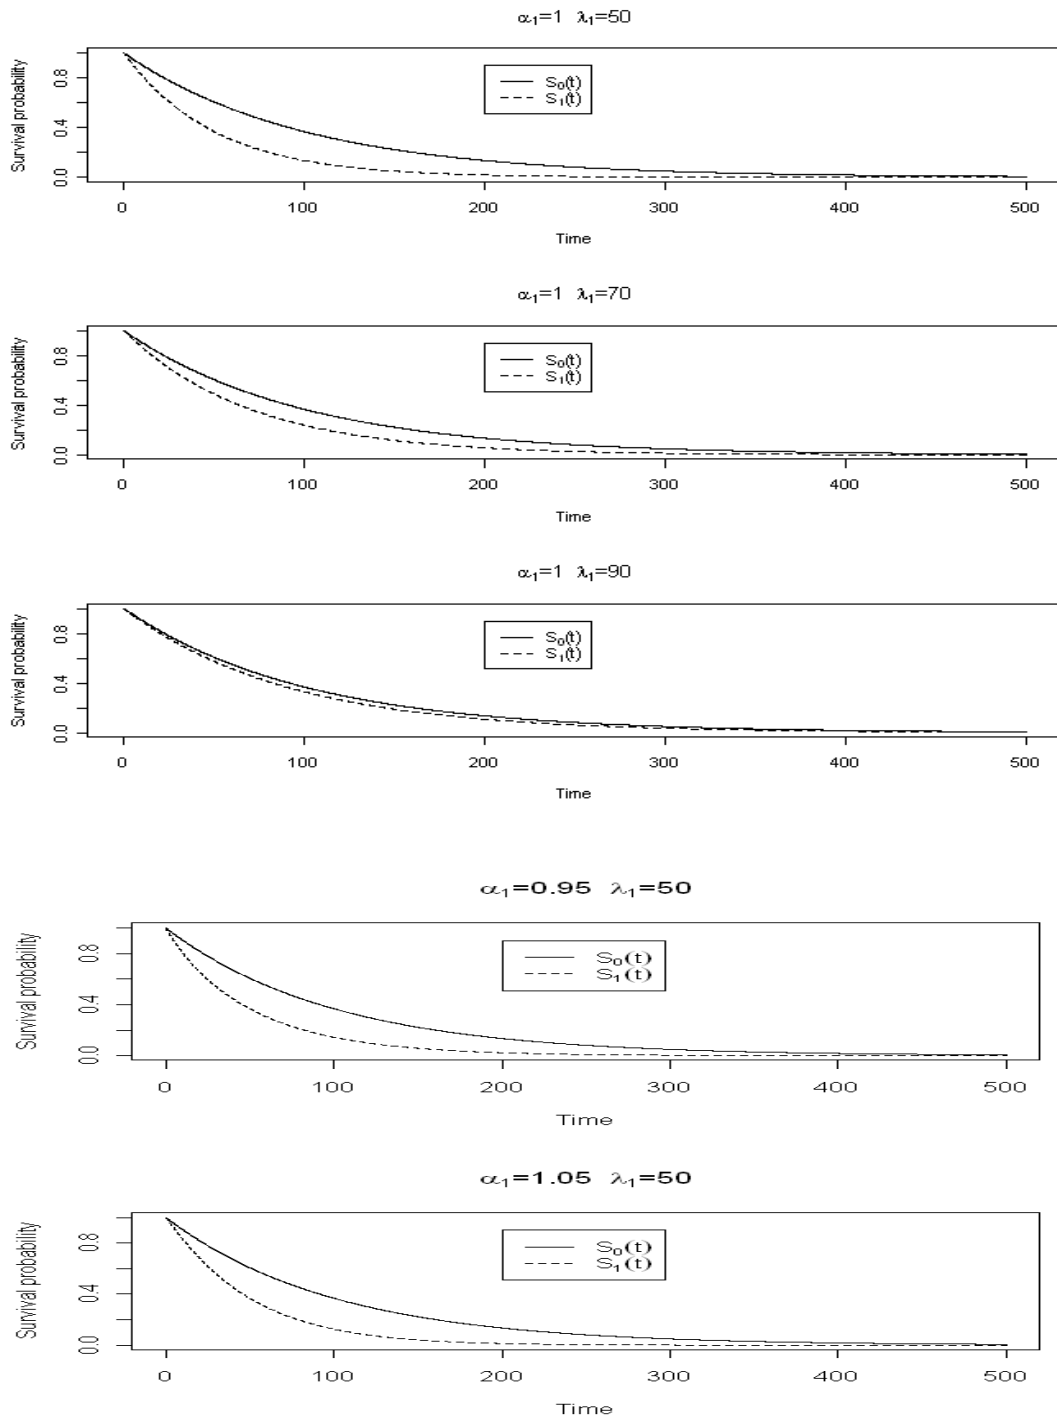 α₁=1 λ₁=50
Survival probability
0.0 0.4 0.8
S₀(t)
S₁(t)
0 100 200 300 400 500
Time
α₁=1 λ₁=70
Survival probability
0.0 0.4 0.8
S₀(t)
S₁(t)
0 100 200 300 400 500
Time
α₁=1 λ₁=90
Survival probability
0.0 0.4 0.8
S₀(t)
S₁(t)
0 100 200 300 400 500
Time
α₁=0.95 λ₁=50
Survival probability
0.0 0.4 0.8
S₀(t)
S₁(t)
0 100 200 300 400 500
Time
α₁=1.05 λ₁=50
Survival probability
0.0 0.4 0.8
S₀(t)
S₁(t)
0 100 200 300 400 500
Time